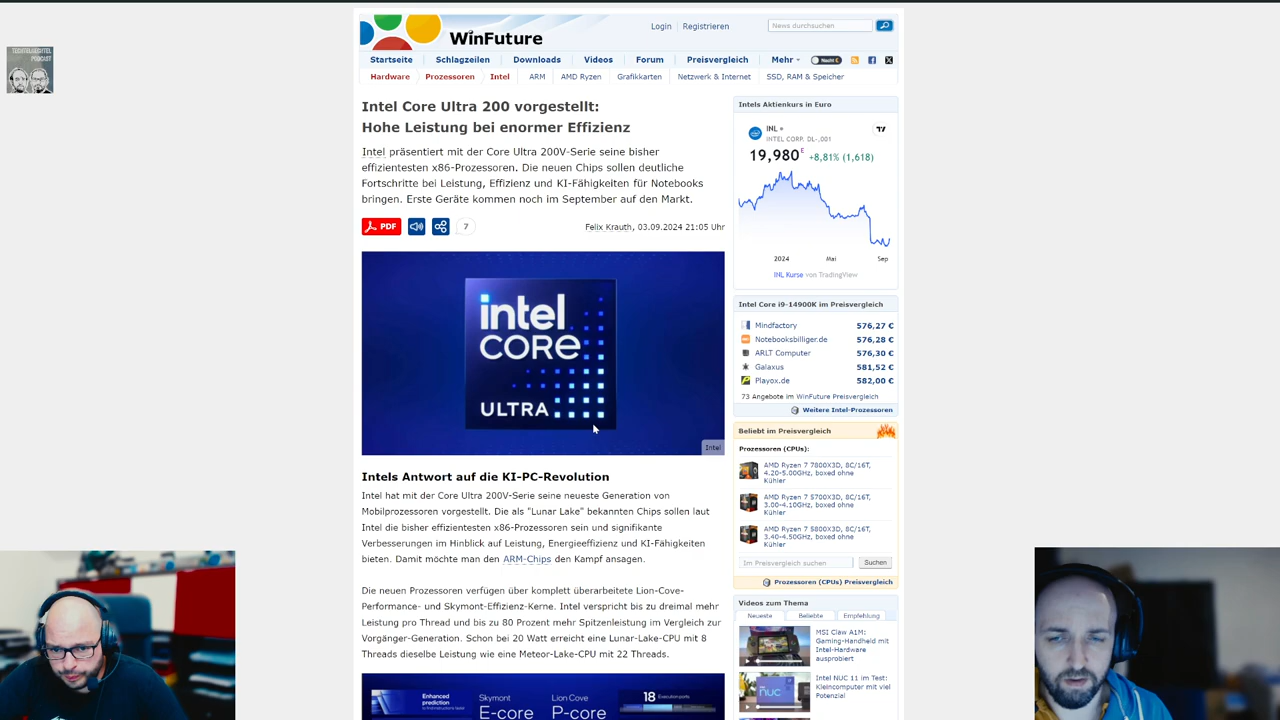 TECHTELMECHTEL
PODCAST
WinFuture
Login
Registrieren
News durchsuchen
Startseite
Schlagzeilen
Downloads
Videos
Forum
Preisvergleich
Mehr
Nacht
Hardware
Prozessoren
Intel
ARM
AMD Ryzen
Grafikkarten
Netzwerk & Internet
SSD, RAM & Speicher
Intel Core Ultra 200 vorgestellt:
Hohe Leistung bei enormer Effizienz
Intel präsentiert mit der Core Ultra 200V-Serie seine bisher
effizientesten x86-Prozessoren. Die neuen Chips sollen deutliche
Fortschritte bei Leistung, Effizienz und KI-Fähigkeiten für Notebooks
bringen. Erste Geräte kommen noch im September auf den Markt.
PDF
7
Felix Krauth, 03.09.2024 21:05 Uhr
intel
CORE
ULTRA
Intel
Intels Antwort auf die KI-PC-Revolution
Intel hat mit der Core Ultra 200V-Serie seine neueste Generation von
Mobilprozessoren vorgestellt. Die als "Lunar Lake" bekannten Chips sollen laut
Intel die bisher effizientesten x86-Prozessoren sein und signifikante
Verbesserungen im Hinblick auf Leistung, Energieeffizienz und KI-Fähigkeiten
bieten. Damit möchte man den ARM-Chips den Kampf ansagen.
Die neuen Prozessoren verfügen über komplett überarbeitete Lion-Cove-
Performance- und Skymont-Effizienz-Kerne. Intel verspricht bis zu dreimal mehr
Leistung pro Thread und bis zu 80 Prozent mehr Spitzenleistung im Vergleich zur
Vorgänger-Generation. Schon bei 20 Watt erreicht eine Lunar-Lake-CPU mit 8
Threads dieselbe Leistung wie eine Meteor-Lake-CPU mit 22 Threads.
Enhanced
prediction
Skymont
E-core
Lion Cove
P-core
18 Execution ports
Intels Aktienkurs in Euro
INL
INTEL CORP. DL-,001
19,980 E +8,81% (1,618)
2024
Mai
Sep
INL Kurse von TradingView
Intel Core i9-14900K im Preisvergleich
Mindfactory 576,27 €
Notebooksbilliger.de 576,28 €
ARLT Computer 576,30 €
Galaxus 581,52 €
Playox.de 582,00 €
73 Angebote im WinFuture Preisvergleich
Weitere Intel-Prozessoren
Beliebt im Preisvergleich
Prozessoren (CPUs):
AMD Ryzen 7 7800X3D, 8C/16T,
4.20-5.00GHz, boxed ohne
Kühler
AMD Ryzen 7 5700X3D, 8C/16T,
3.00-4.10GHz, boxed ohne
Kühler
AMD Ryzen 7 5800X3D, 8C/16T,
3.40-4.50GHz, boxed ohne
Kühler
Im Preisvergleich suchen
Suchen
Prozessoren (CPUs) Preisvergleich
Videos zum Thema
Neueste
Beliebte
Empfehlung
MSI Claw A1M:
Gaming-Handheld mit
Intel-Hardware
ausprobiert
Intel NUC 11 im Test:
Kleincomputer mit viel
Potenzial
nuc